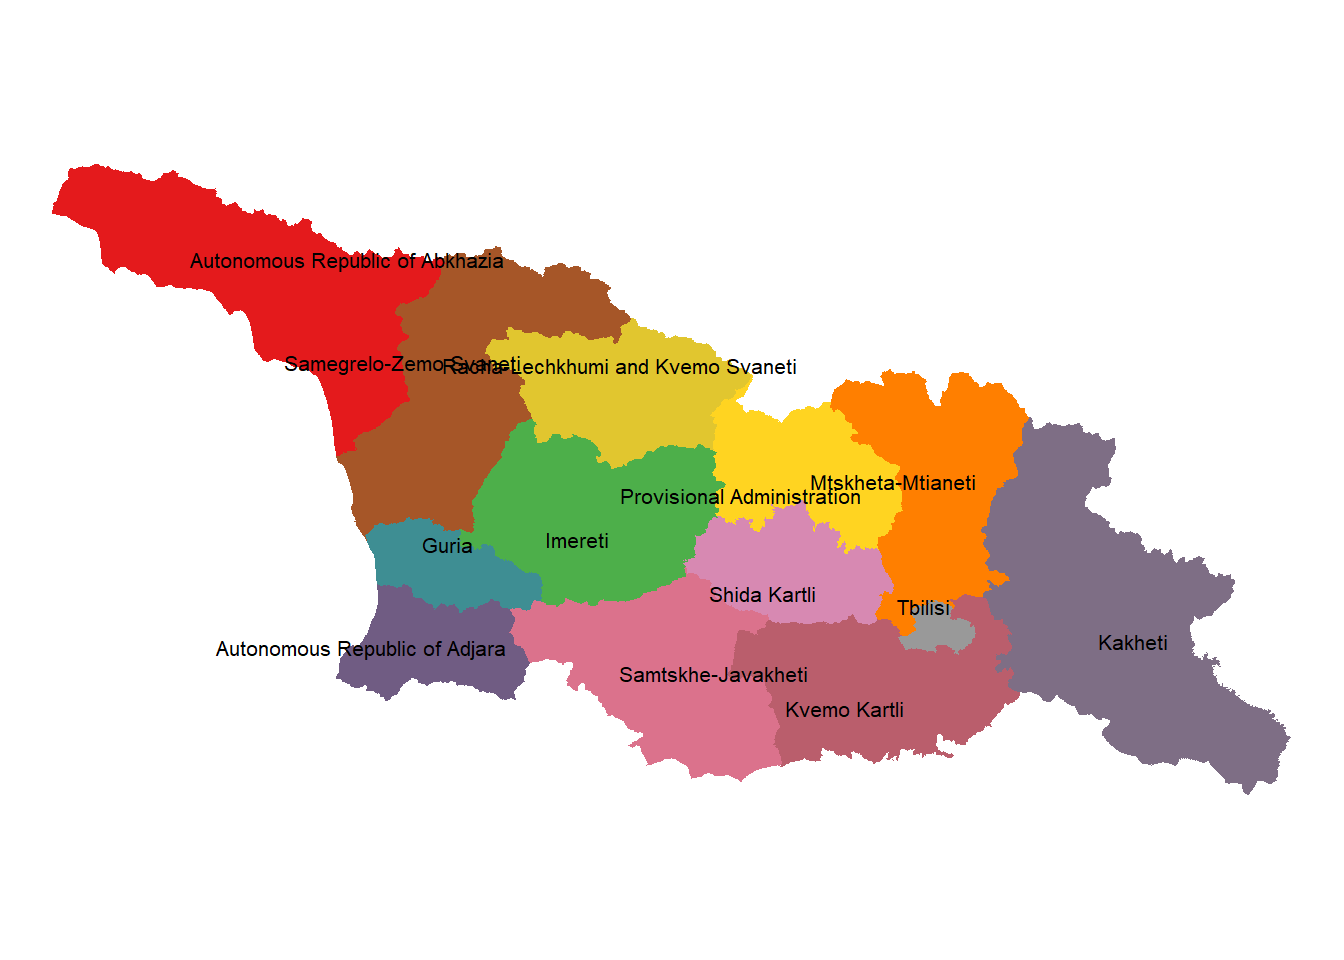 Autonomous Republic of Abkhazia
Samegrelo-Zemo Svaneti
Racha-Lechkhumi and Kvemo Svaneti
Mtskheta-Mtianeti
Provisional Administration
Imereti
Guria
Shida Kartli
Tbilisi
Kakheti
Autonomous Republic of Adjara
Samtskhe-Javakheti
Kvemo Kartli